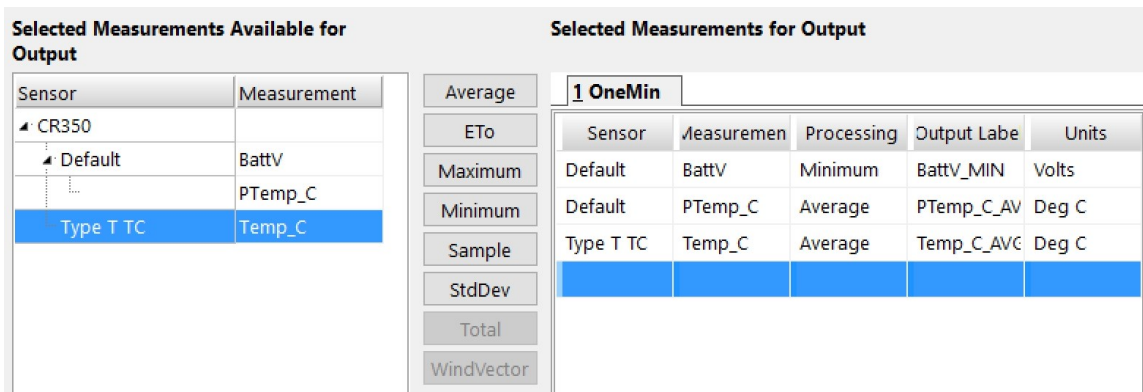 Selected Measurements Available for
Output
Sensor Measurement
CR350
Default BattV
PTemp_C
Type T TC Temp_C
Average
ETo
Maximum
Minimum
Sample
StdDev
Total
WindVector
Selected Measurements for Output
1 OneMin
Sensor Measuremen Processing Output Labe Units
Default BattV Minimum BattV_MIN Volts
Default PTemp_C Average PTemp_C_AV Deg C
Type T TC Temp_C Average Temp_C_AVG Deg C